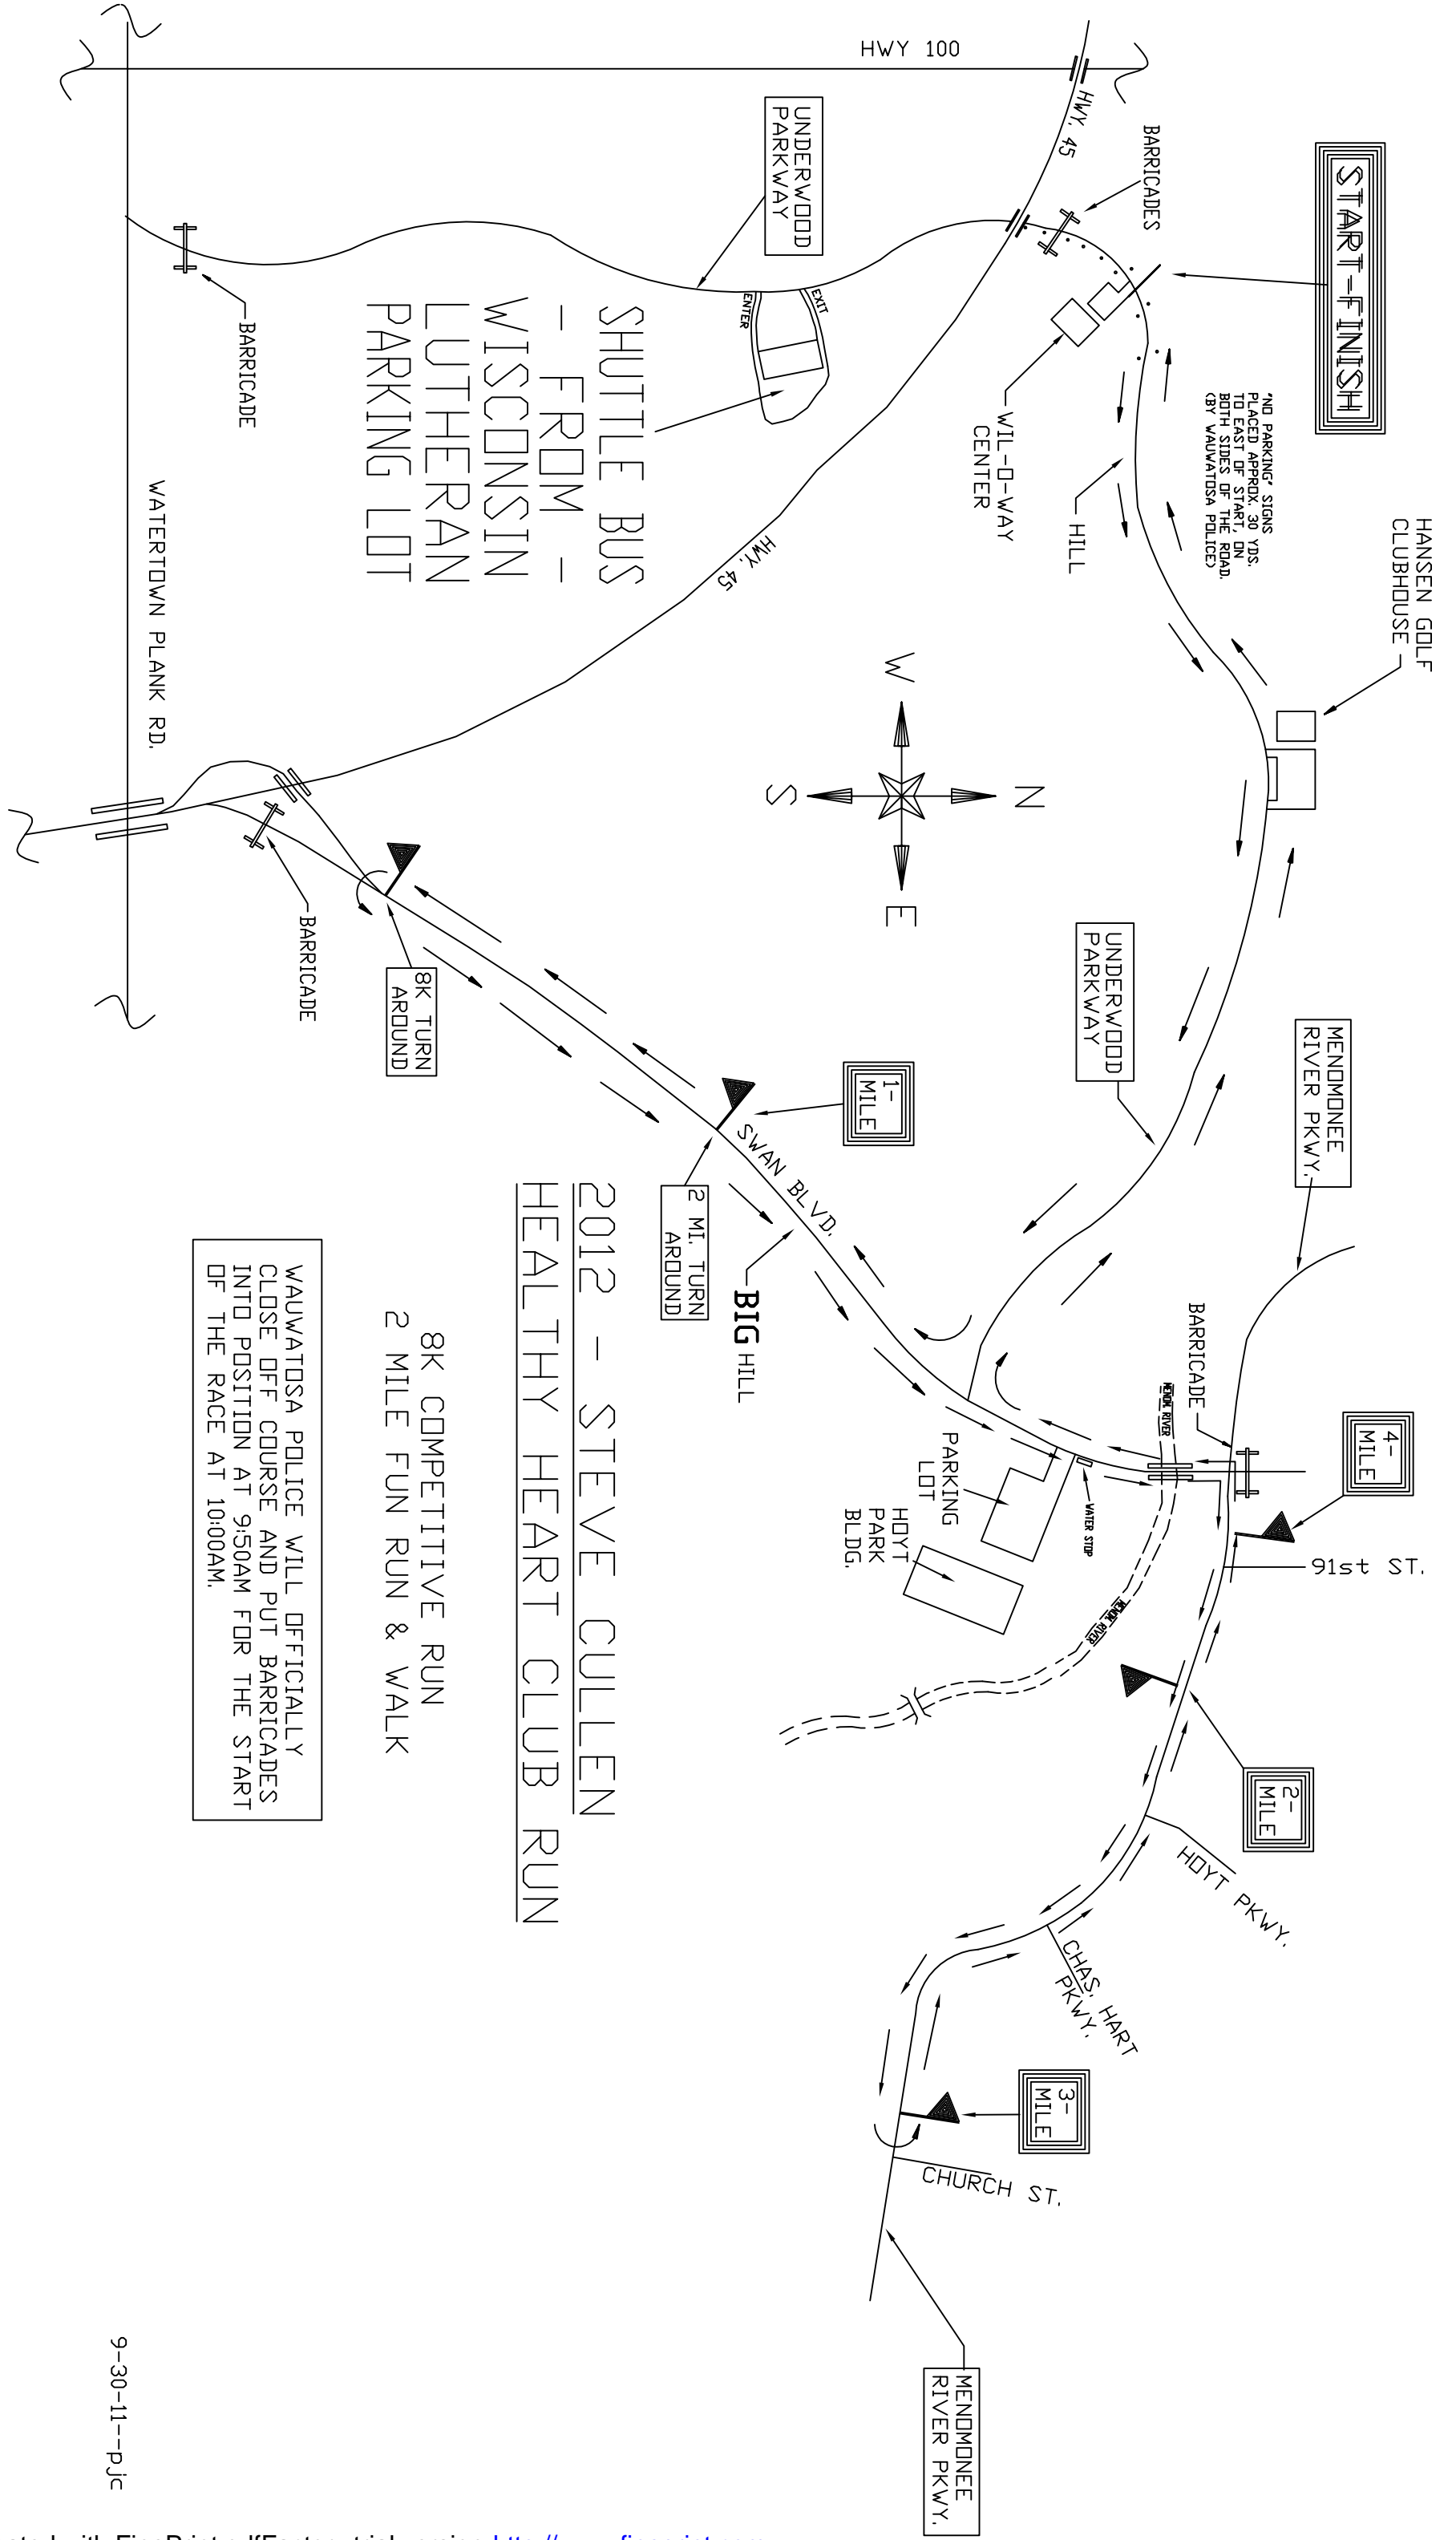 HWY 100
HWY. 45
BARRICADES
START-FINISH
UNDERWOOD
PARKWAY
EXIT
ENTER
BARRICADE
SHUTTLE BUS
- FROM -
WISCONSIN
LUTHERAN
PARKING LOT
WIL-O-WAY
CENTER
HILL
"NO PARKING" SIGNS
PLACED APPROX. 30 YDS.
TO EAST OF START, ON
BOTH SIDES OF THE ROAD.
(BY WAUWATOSA POLICE)
HANSEN GOLF
CLUBHOUSE
WATERTOWN PLANK RD.
HWY. 45
W
N
S
E
BARRICADE
8K TURN
AROUND
UNDERWOOD
PARKWAY
MENOMONEE
RIVER PKWY.
1-
MILE
SWAN BLVD.
2 MI. TURN
AROUND
BIG HILL
BARRICADE
MENOM. RIVER
4-
MILE
PARKING
LOT
WATER STOP
HOYT
PARK
BLDG.
91st ST.
MENOM. RIVER
2-
MILE
HOYT PKWY.
CHAS. HART
PKWY.
3-
MILE
CHURCH ST.
MENOMONEE
RIVER PKWY.
2012 - STEVE CULLEN
HEALTHY HEART CLUB RUN
8K COMPETITIVE RUN
2 MILE FUN RUN & WALK
WAUWATOSA POLICE WILL OFFICIALLY
CLOSE OFF COURSE AND PUT BARRICADES
INTO POSITION AT 9:50AM FOR THE START
OF THE RACE AT 10:00AM.
9-30-11--pjc